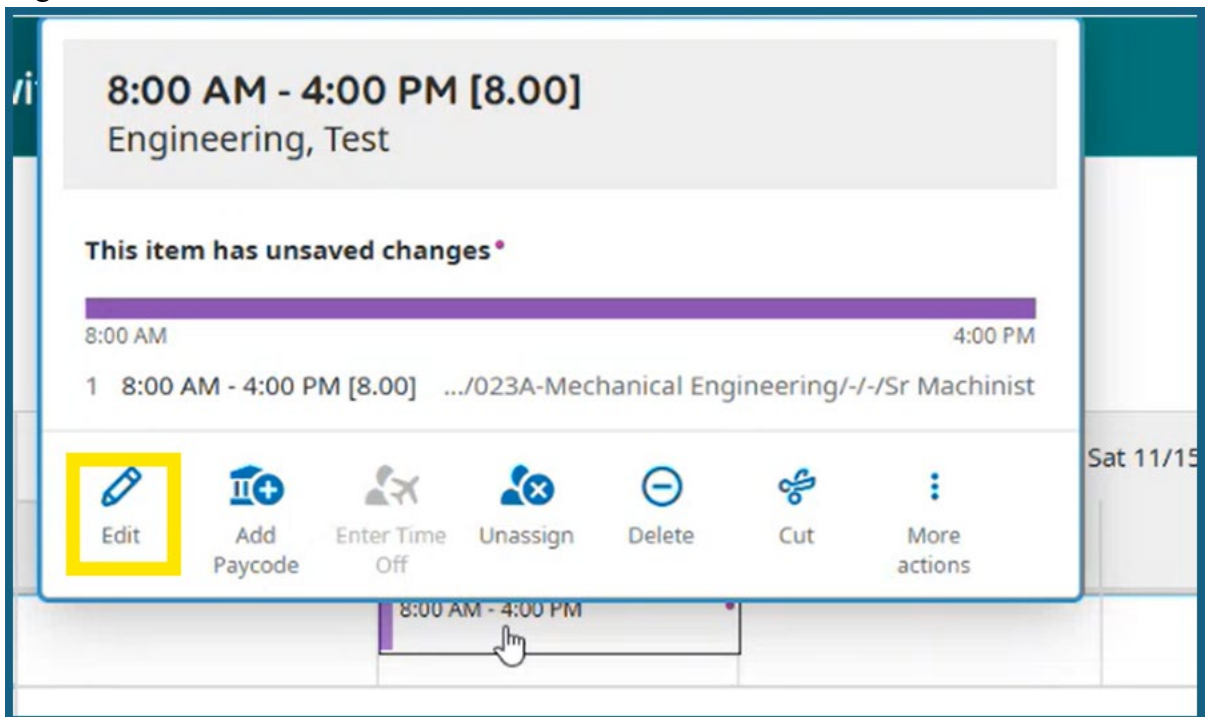 8:00 AM - 4:00 PM [8.00]
Engineering, Test
This item has unsaved changes
8:00 AM 4:00 PM
1 8:00 AM - 4:00 PM [8.00] .../023A-Mechanical Engineering/-/-/Sr Machinist
Sat 11/15
Edit
Add Paycode
Enter Time Off
Unassign
Delete
Cut
More actions
8:00 AM - 4:00 PM